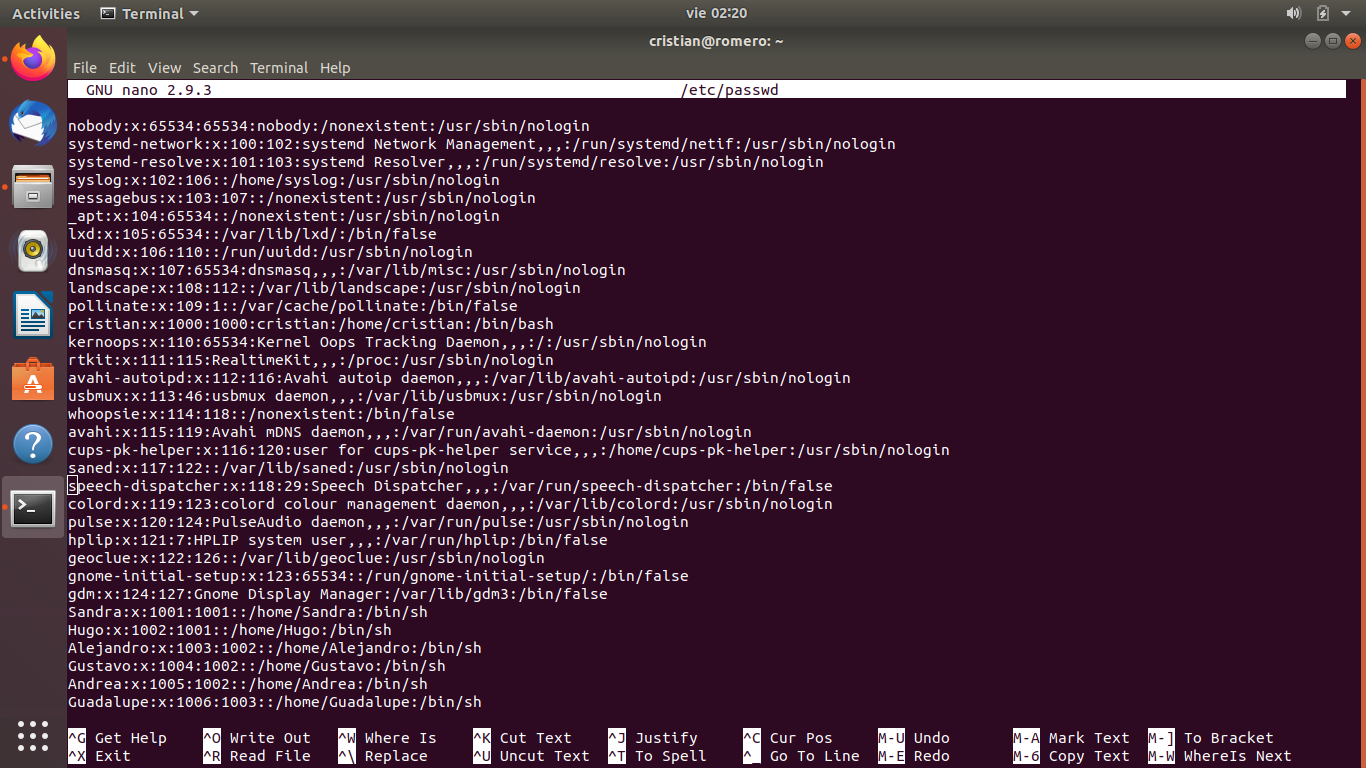 Activities Terminal vie 02:20
cristian@romero: ~
File Edit View Search Terminal Help
GNU nano 2.9.3 /etc/passwd
nobody:x:65534:65534:nobody:/nonexistent:/usr/sbin/nologin
systemd-network:x:100:102:systemd Network Management,,,:/run/systemd/netif:/usr/sbin/nologin
systemd-resolve:x:101:103:systemd Resolver,,,:/run/systemd/resolve:/usr/sbin/nologin
syslog:x:102:106::/home/syslog:/usr/sbin/nologin
messagebus:x:103:107::/nonexistent:/usr/sbin/nologin
_apt:x:104:65534::/nonexistent:/usr/sbin/nologin
lxd:x:105:65534::/var/lib/lxd/:/bin/false
uuidd:x:106:110::/run/uuidd:/usr/sbin/nologin
dnsmasq:x:107:65534:dnsmasq,,,:/var/lib/misc:/usr/sbin/nologin
landscape:x:108:112::/var/lib/landscape:/usr/sbin/nologin
pollinate:x:109:1::/var/cache/pollinate:/bin/false
cristian:x:1000:1000:cristian:/home/cristian:/bin/bash
kernoops:x:110:65534:Kernel Oops Tracking Daemon,,,:/:/usr/sbin/nologin
rtkit:x:111:115:RealtimeKit,,,:/proc:/usr/sbin/nologin
avahi-autoipd:x:112:116:Avahi autoip daemon,,,:/var/lib/avahi-autoipd:/usr/sbin/nologin
usbmux:x:113:46:usbmux daemon,,,:/var/lib/usbmux:/usr/sbin/nologin
whoopsie:x:114:118::/nonexistent:/bin/false
avahi:x:115:119:Avahi mDNS daemon,,,:/var/run/avahi-daemon:/usr/sbin/nologin
cups-pk-helper:x:116:120:user for cups-pk-helper service,,,:/home/cups-pk-helper:/usr/sbin/nologin
saned:x:117:122::/var/lib/saned:/usr/sbin/nologin
speech-dispatcher:x:118:29:Speech Dispatcher,,,:/var/run/speech-dispatcher:/bin/false
colord:x:119:123:colord colour management daemon,,,:/var/lib/colord:/usr/sbin/nologin
pulse:x:120:124:PulseAudio daemon,,,:/var/run/pulse:/usr/sbin/nologin
hplip:x:121:7:HPLIP system user,,,:/var/run/hplip:/bin/false
geoclue:x:122:126::/var/lib/geoclue:/usr/sbin/nologin
gnome-initial-setup:x:123:65534::/run/gnome-initial-setup/:/bin/false
gdm:x:124:127:Gnome Display Manager:/var/lib/gdm3:/bin/false
Sandra:x:1001:1001::/home/Sandra:/bin/sh
Hugo:x:1002:1001::/home/Hugo:/bin/sh
Alejandro:x:1003:1002::/home/Alejandro:/bin/sh
Gustavo:x:1004:1002::/home/Gustavo:/bin/sh
Andrea:x:1005:1002::/home/Andrea:/bin/sh
Guadalupe:x:1006:1003::/home/Guadalupe:/bin/sh
^G Get Help ^O Write Out ^W Where Is ^K Cut Text ^J Justify ^C Cur Pos M-U Undo M-A Mark Text M-] To Bracket
^X Exit ^R Read File ^\ Replace ^U Uncut Text ^T To Spell ^_ Go To Line M-E Redo M-6 Copy Text M-W WhereIs Next